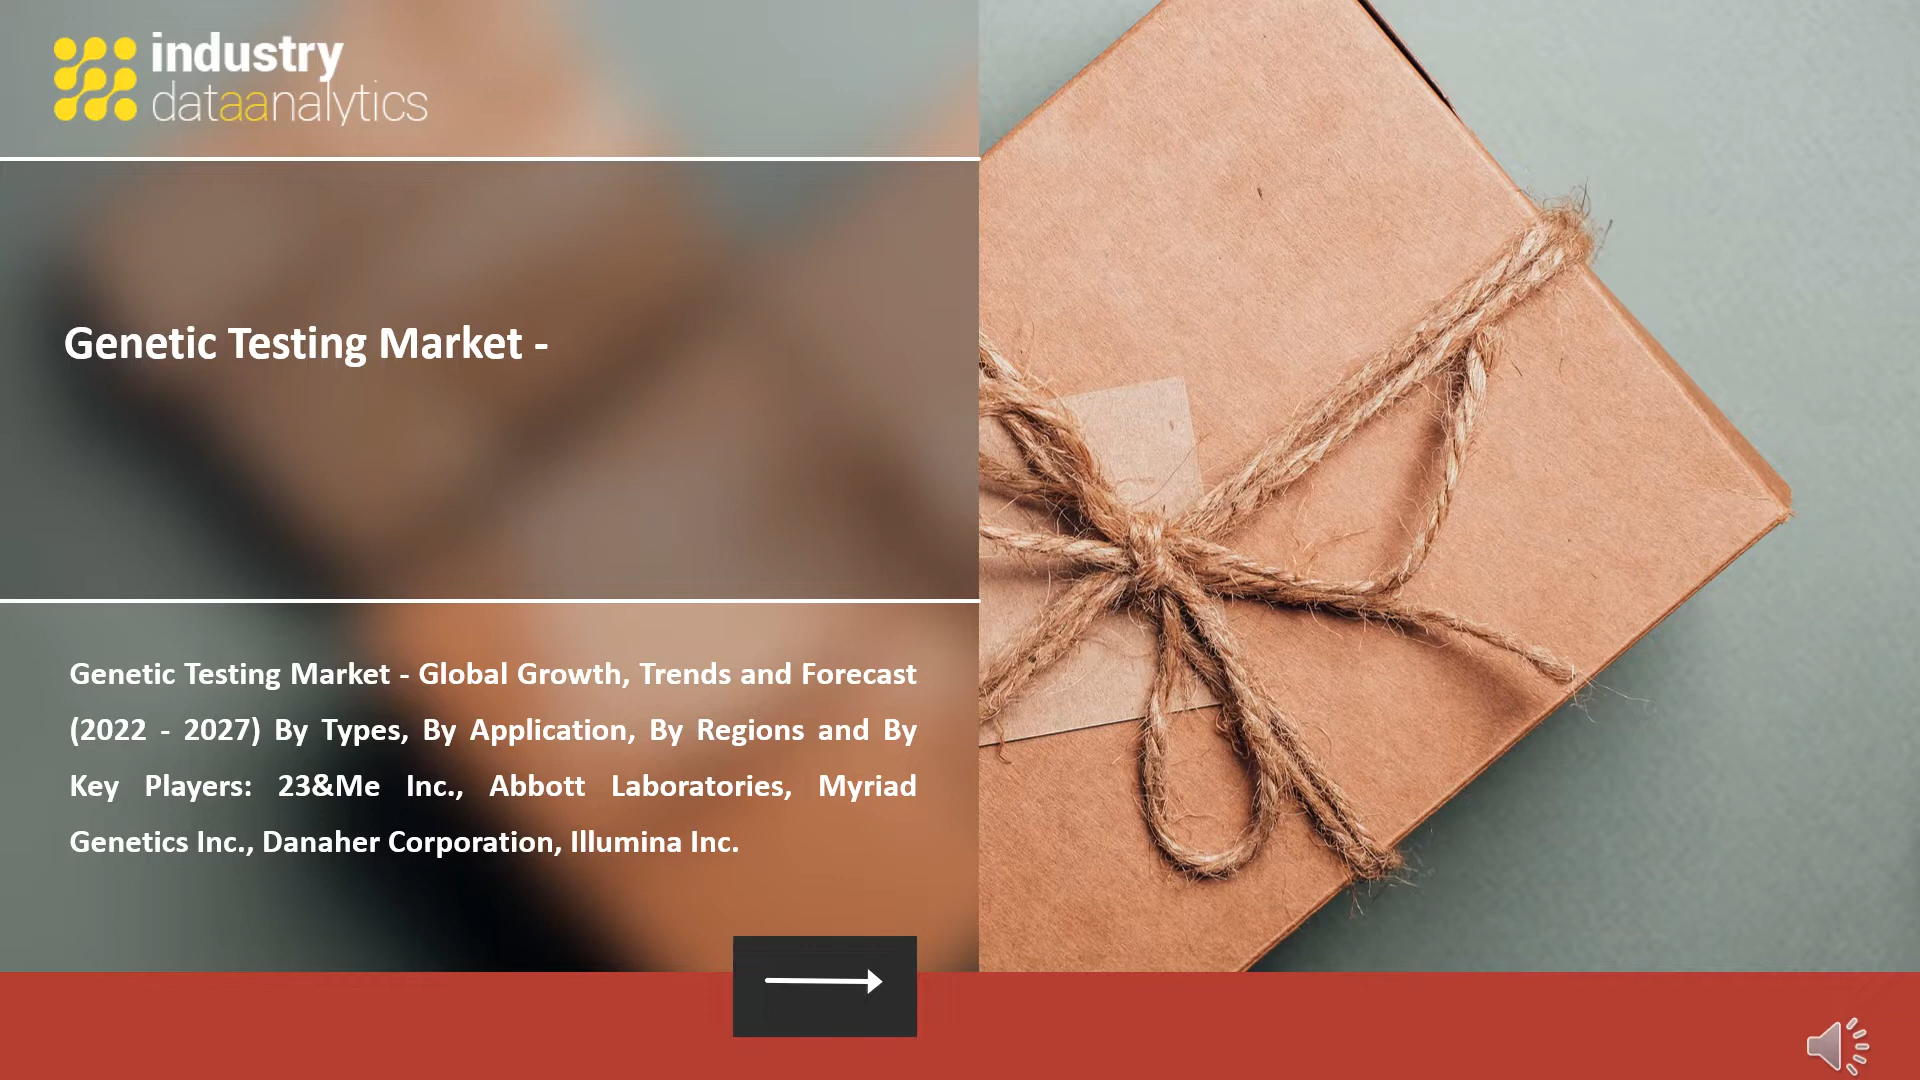 industry
dataanalytics
Genetic Testing Market -
Genetic Testing Market - Global Growth, Trends and Forecast
(2022 - 2027) By Types, By Application, By Regions and By
Key Players: 23&Me Inc., Abbott Laboratories, Myriad
Genetics Inc., Danaher Corporation, Illumina Inc.